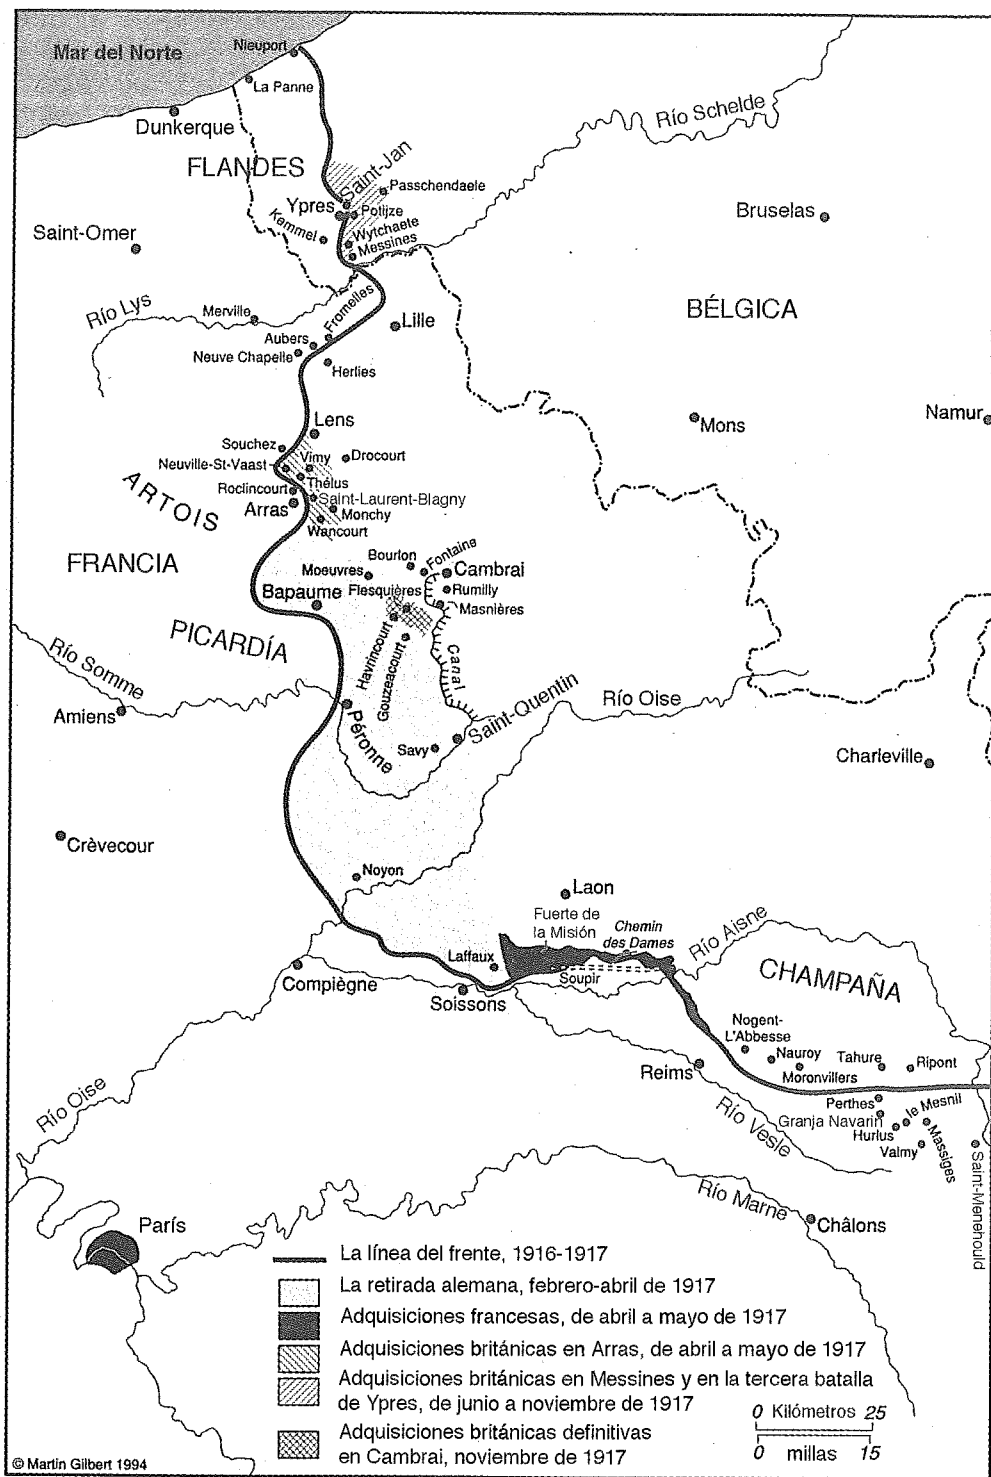 Mar del Norte
Nieuport
La Panne
Dunkerque
FLANDES
Río Schelde
Saint-Jan
Passchendaele
Ypres
Potijze
Kemmel
Wytchaete
Messines
Bruselas
Saint-Omer
BÉLGICA
Río Lys
Merville
Fromelles
Lille
Aubers
Neuve Chapelle
Herlies
Lens
Mons
Namur
Souchez
Vimy
Drocourt
Neuville-St-Vaast
Thélus
Roclincourt
Saint-Laurent-Blagny
Arras
Monchy
Wancourt
ARTOIS
FRANCIA
Bourlon
Fontaine
Moeuvres
Cambrai
Bapaume
Flesquières
Rumilly
Masnières
PICARDÍA
Havrincourt
Gouzeacourt
Canal
Río Somme
Amiens
Péronne
Savy
Saint-Quentin
Río Oise
Charleville
Crèvecour
Noyon
Laon
Fuerte de
la Misión
Chemin
des Dames
Río Aisne
Laffaux
Soupir
CHAMPAÑA
Compiègne
Soissons
Nogent-
L'Abbesse
Nauroy
Tahure
Ripont
Moronvillers
Reims
Perthes
Granja Navarin
le Mesnil
Hurlus
Massiges
Valmy
Río Oise
Río Vesle
Río Marne
Saint-Menehould
París
Châlons
La línea del frente, 1916-1917
La retirada alemana, febrero-abril de 1917
Adquisiciones francesas, de abril a mayo de 1917
Adquisiciones británicas en Arras, de abril a mayo de 1917
Adquisiciones británicas en Messines y en la tercera batalla
de Ypres, de junio a noviembre de 1917
Adquisiciones británicas definitivas
en Cambrai, noviembre de 1917
0 Kilómetros 25
0 millas 15
© Martin Gilbert 1994